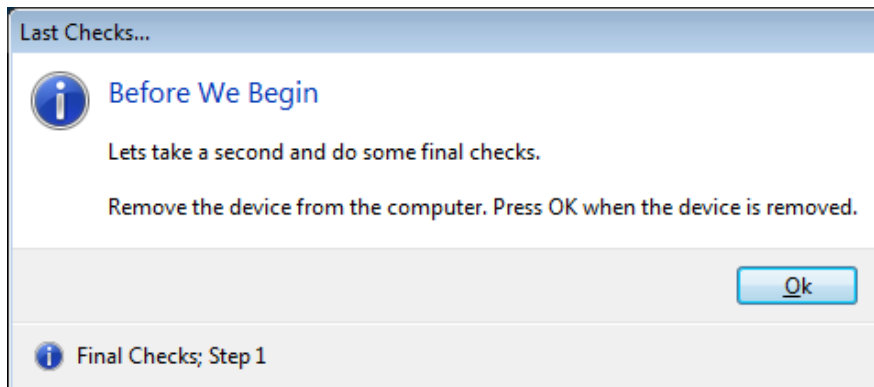 Last Checks...
Before We Begin
Lets take a second and do some final checks.
Remove the device from the computer. Press OK when the device is removed.
Ok
Final Checks; Step 1